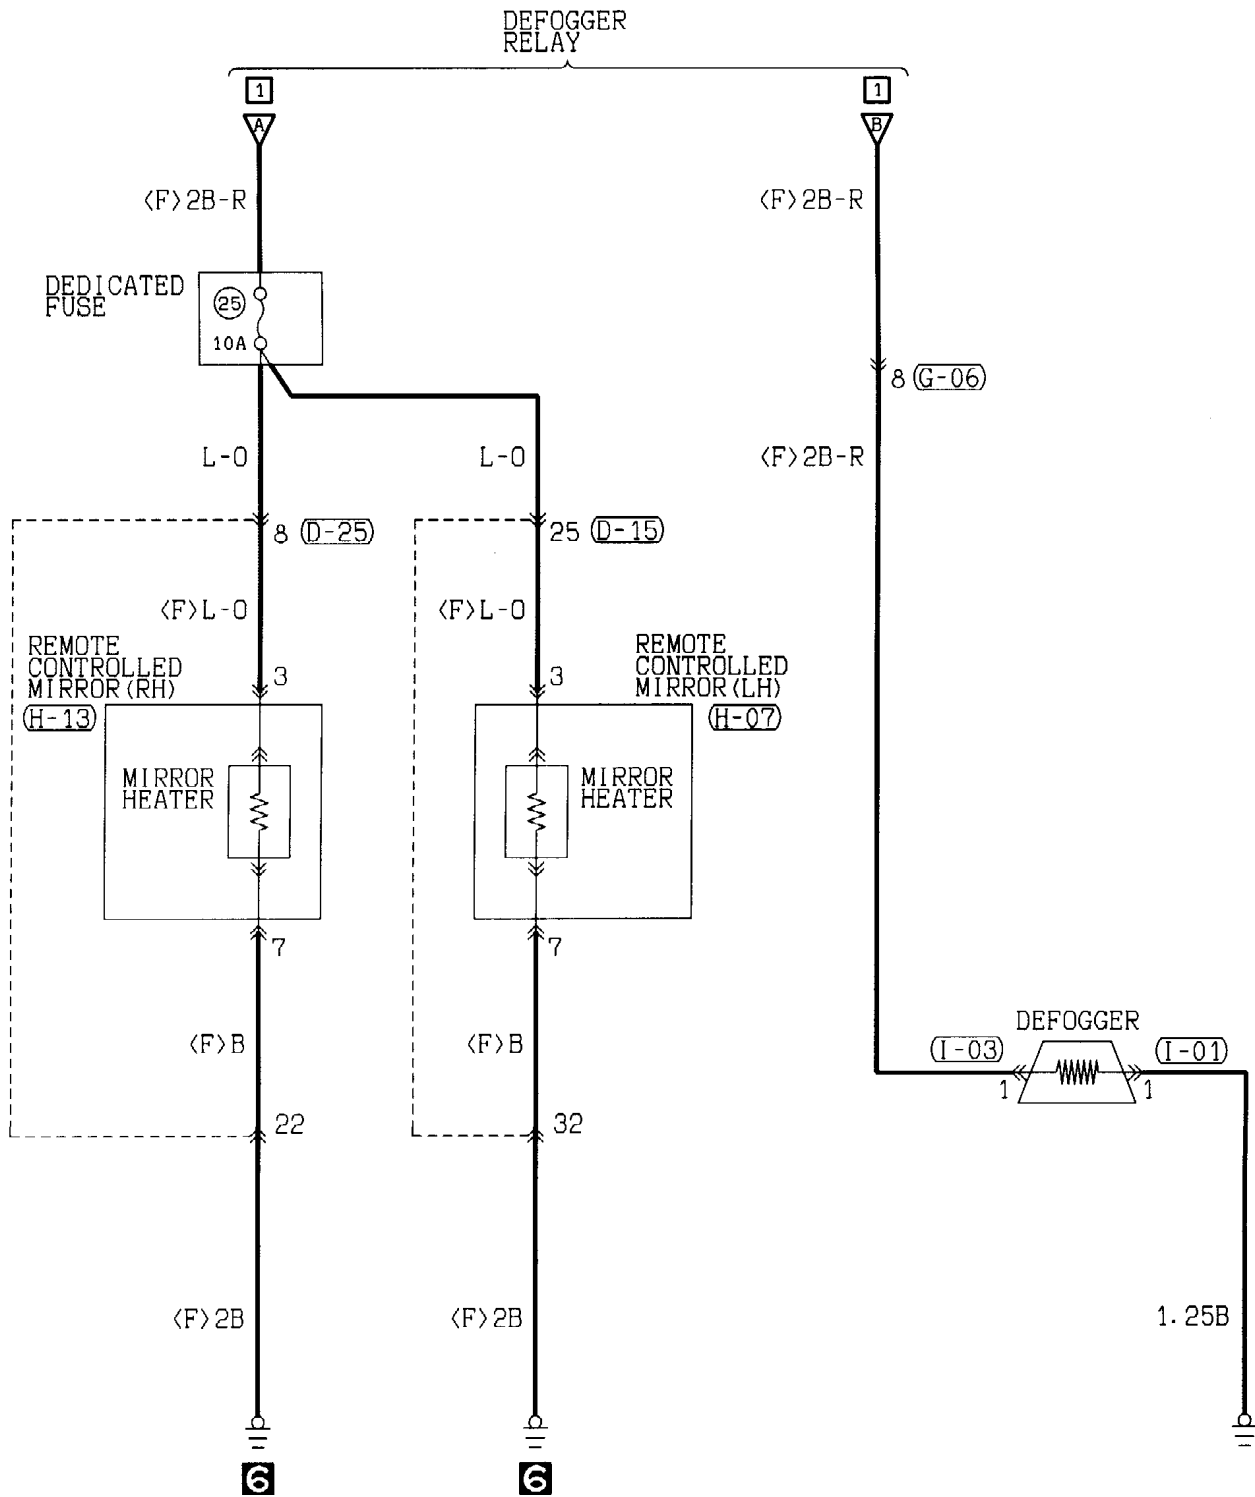 DEFOGGER
RELAY
1
1
A
B
<F>2B-R
<F>2B-R
DEDICATED
FUSE
25
10A
8 (G-06)
L-O
L-O
<F>2B-R
8 (D-25)
25 (D-15)
<F>L-O
<F>L-O
REMOTE
CONTROLLED
MIRROR(RH)
(H-13)
3
3
REMOTE
CONTROLLED
MIRROR(LH)
(H-07)
MIRROR
HEATER
MIRROR
HEATER
7
7
<F>B
<F>B
DEFOGGER
(I-03)
(I-01)
1
1
22
32
<F>2B
<F>2B
1.25B
6
6